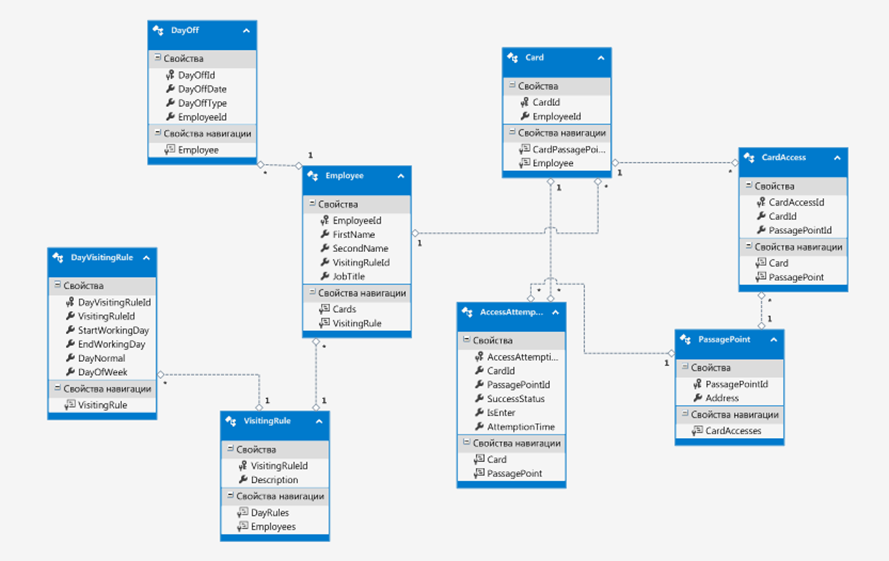 DayOff
Свойства
DayOffId
DayOffDate
DayOffType
EmployeeId
Свойства навигации
Employee
*
1
Employee
Свойства
EmployeeId
FirstName
SecondName
VisitingRuleId
JobTitle
Свойства навигации
Cards
VisitingRule
*
1
1
Card
Свойства
CardId
EmployeeId
Свойства навигации
CardPassagePoi...
Employee
1
*
1
*
CardAccess
Свойства
CardAccessId
CardId
PassagePointId
Свойства навигации
Card
PassagePoint
*
1
DayVisitingRule
Свойства
DayVisitingRuleId
VisitingRuleId
StartWorkingDay
EndWorkingDay
DayNormal
DayOfWeek
Свойства навигации
VisitingRule
*
1
VisitingRule
Свойства
VisitingRuleId
Description
Свойства навигации
DayRules
Employees
*
*
AccessAttemp...
Свойства
AccessAttempti...
CardId
PassagePointId
SuccessStatus
IsEnter
AttemptionTime
Свойства навигации
Card
PassagePoint
1
PassagePoint
Свойства
PassagePointId
Address
Свойства навигации
CardAccesses